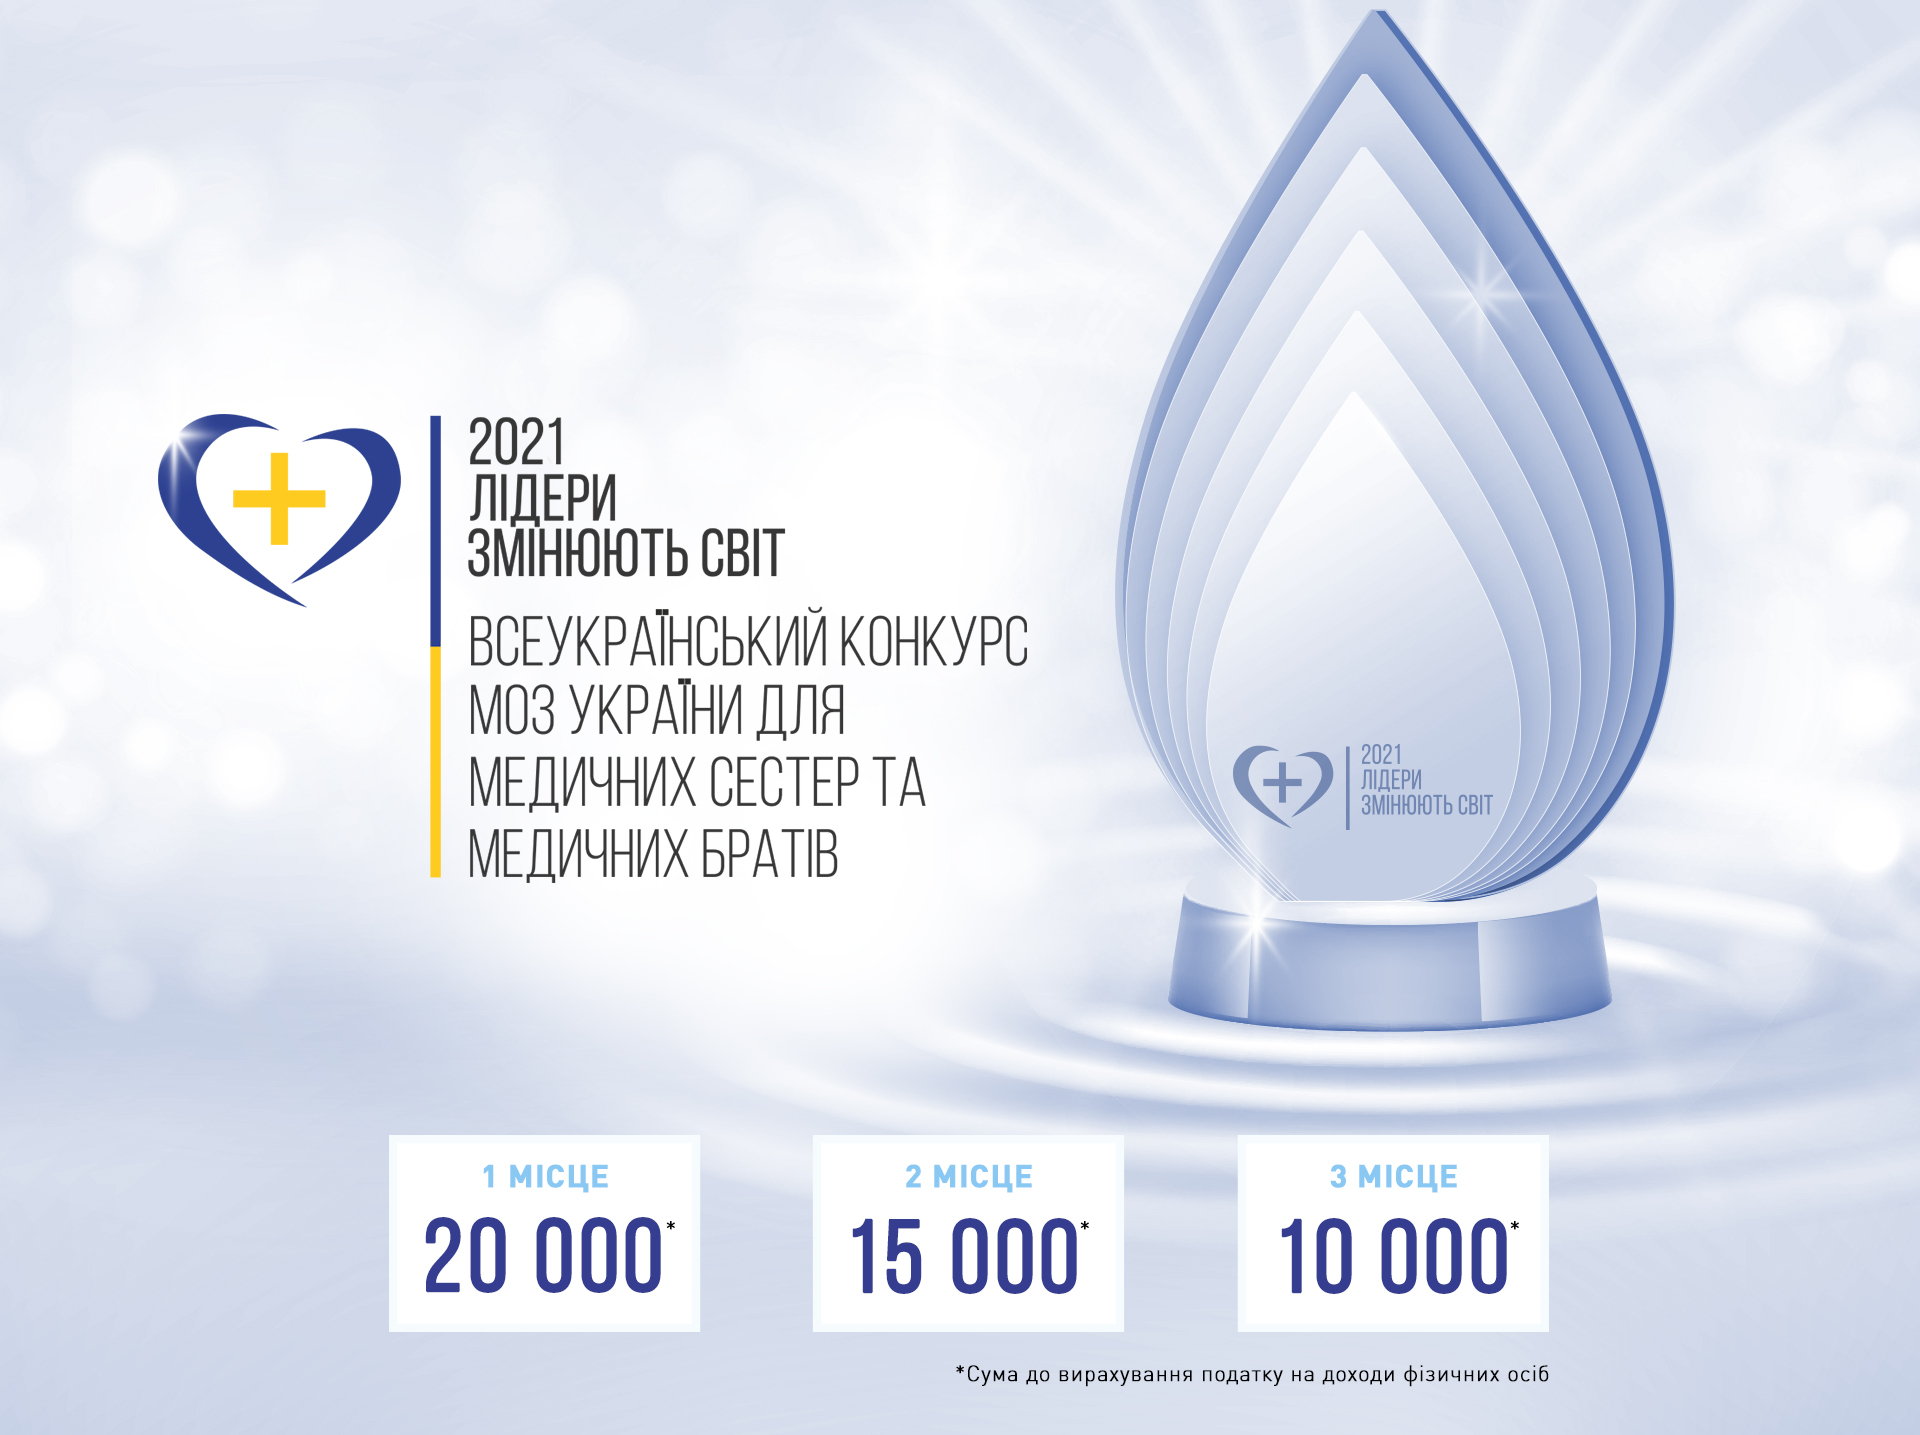 2021
ЛІДЕРИ
ЗМІНЮЮТЬ СВІТ
ВСЕУКРАЇНСЬКИЙ КОНКУРС
МОЗ УКРАЇНИ ДЛЯ
МЕДИЧНИХ СЕСТЕР ТА
МЕДИЧНИХ БРАТІВ
2021
ЛІДЕРИ
ЗМІНЮЮТЬ СВІТ
1 МІСЦЕ
20 000*
2 МІСЦЕ
15 000*
3 МІСЦЕ
10 000*
*Сума до вирахування податку на доходи фізичних осіб